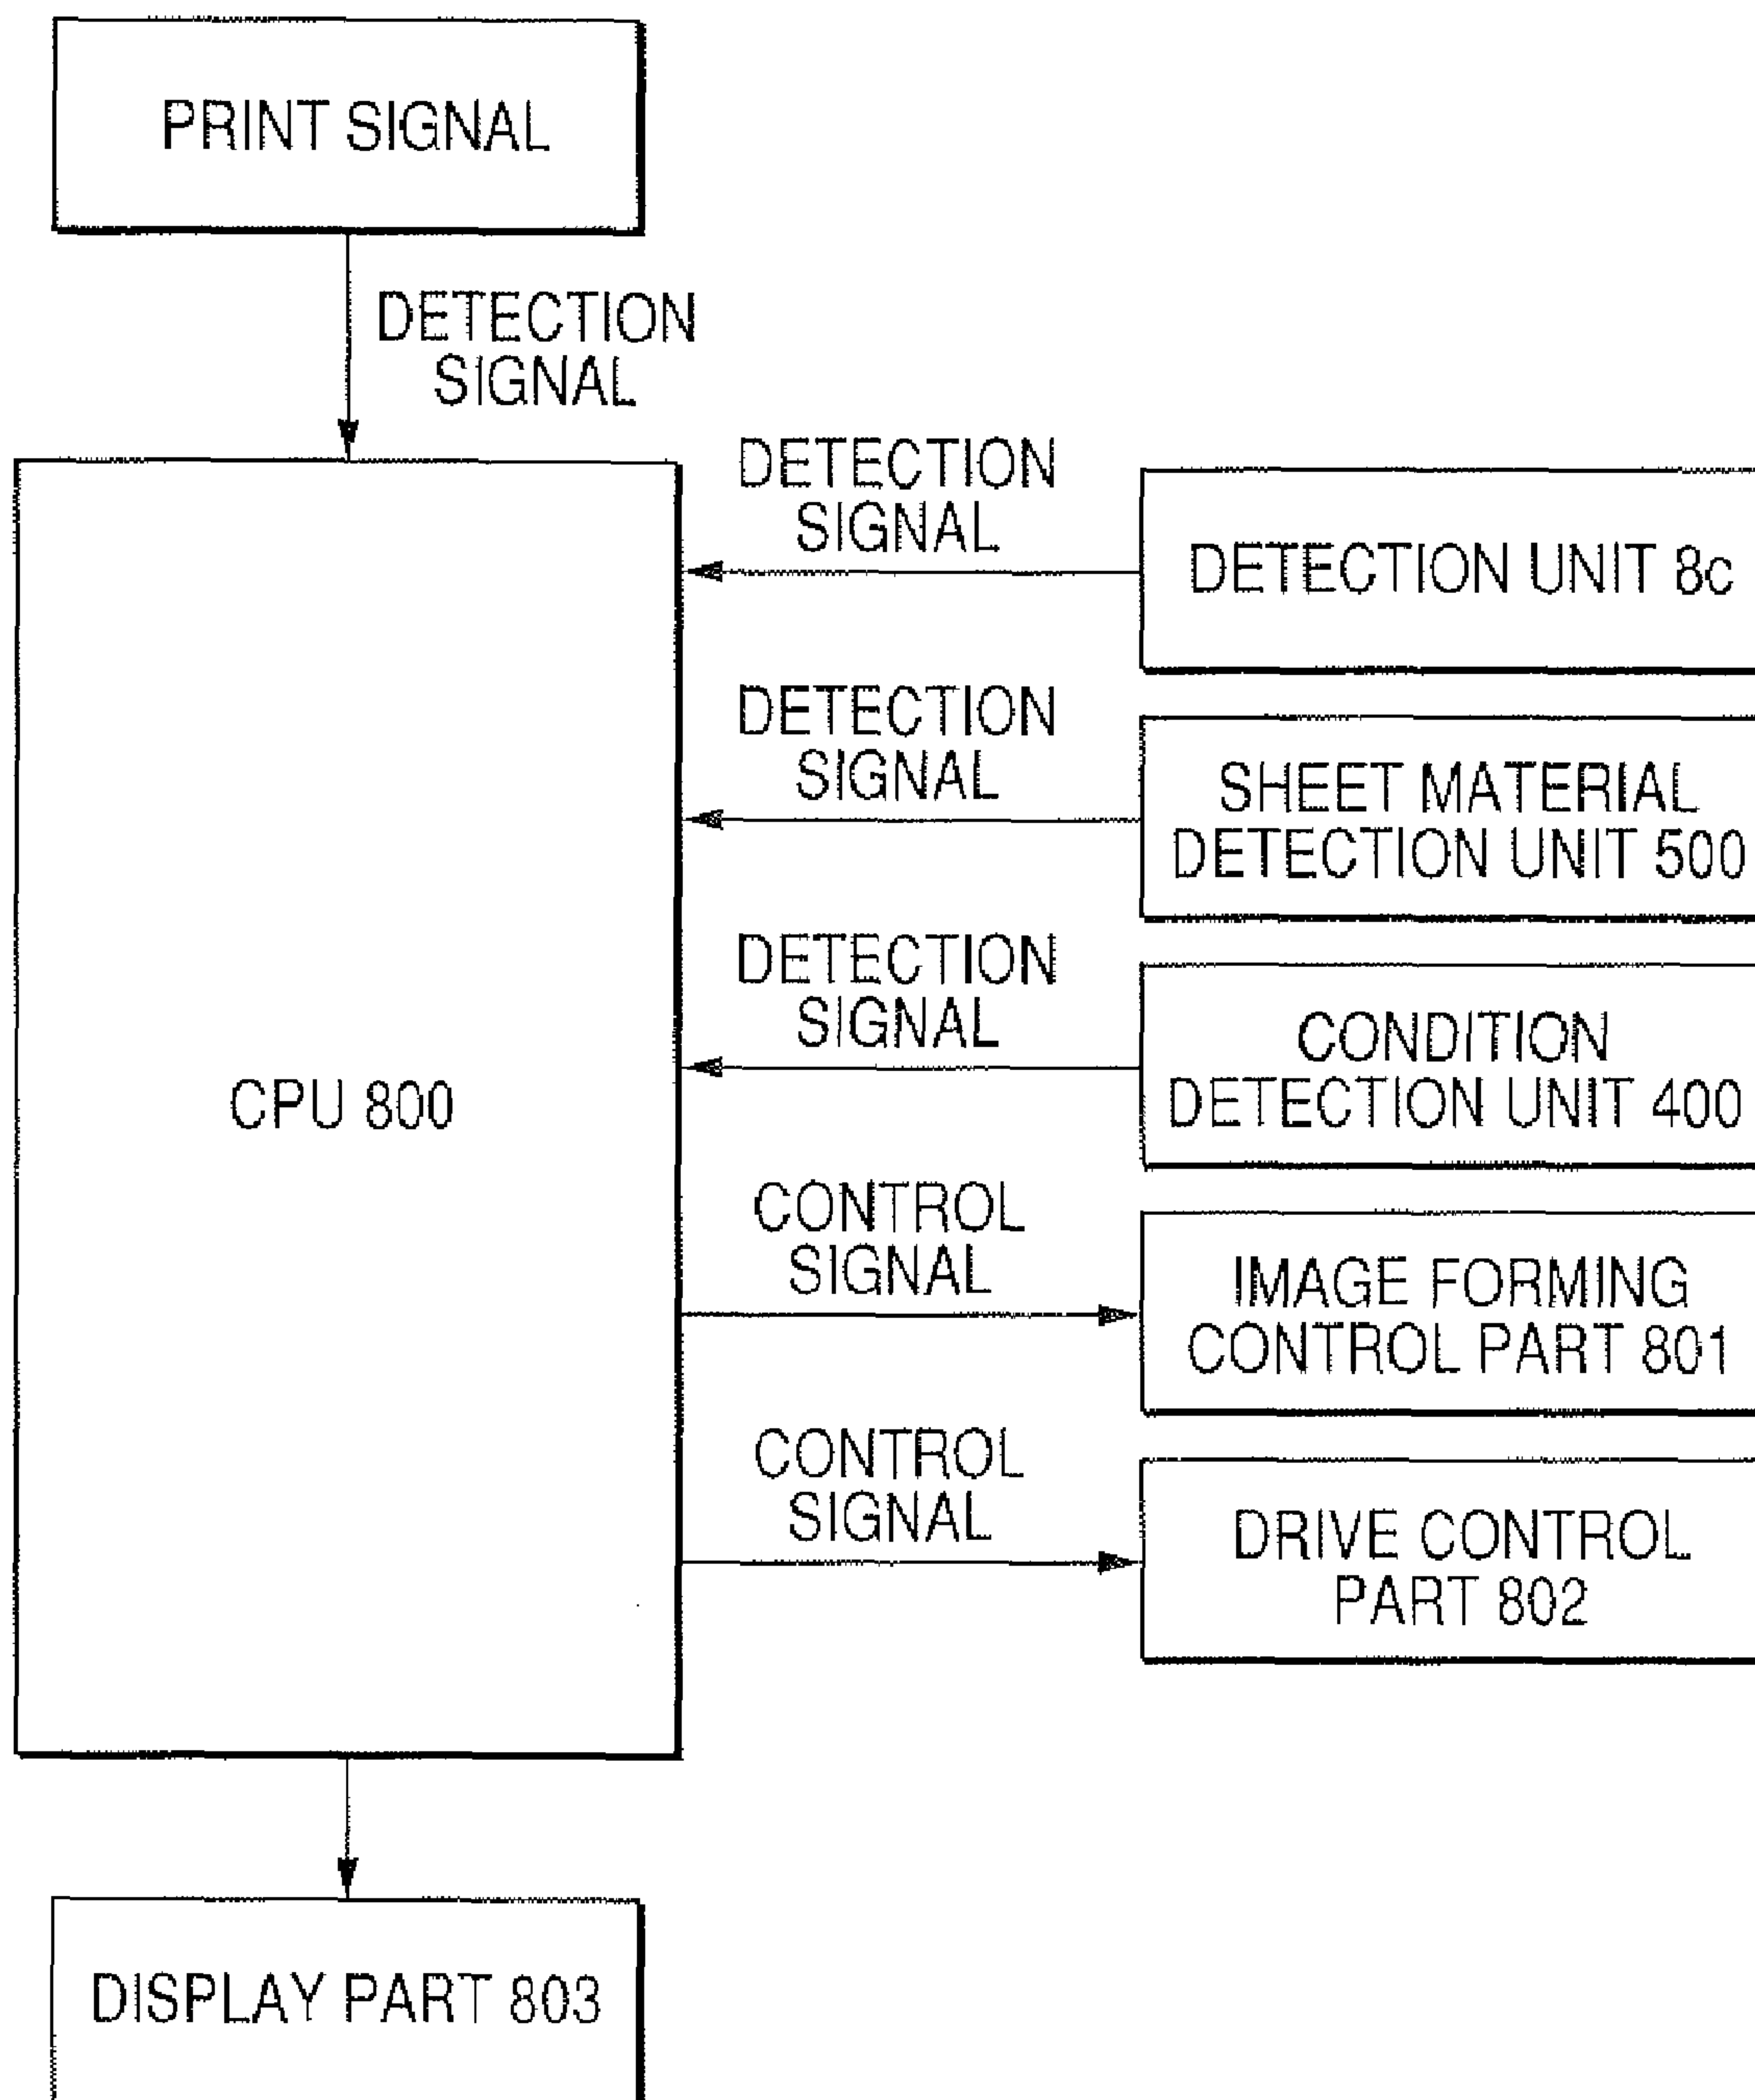 PRINT SIGNAL
DETECTION
SIGNAL
DETECTION
SIGNAL
DETECTION UNIT 8c
DETECTION
SIGNAL
SHEET MATERIAL
DETECTION UNIT 500
DETECTION
SIGNAL
CONDITION
DETECTION UNIT 400
CPU 800
CONTROL
SIGNAL
IMAGE FORMING
CONTROL PART 801
CONTROL
SIGNAL
DRIVE CONTROL
PART 802
DISPLAY PART 803